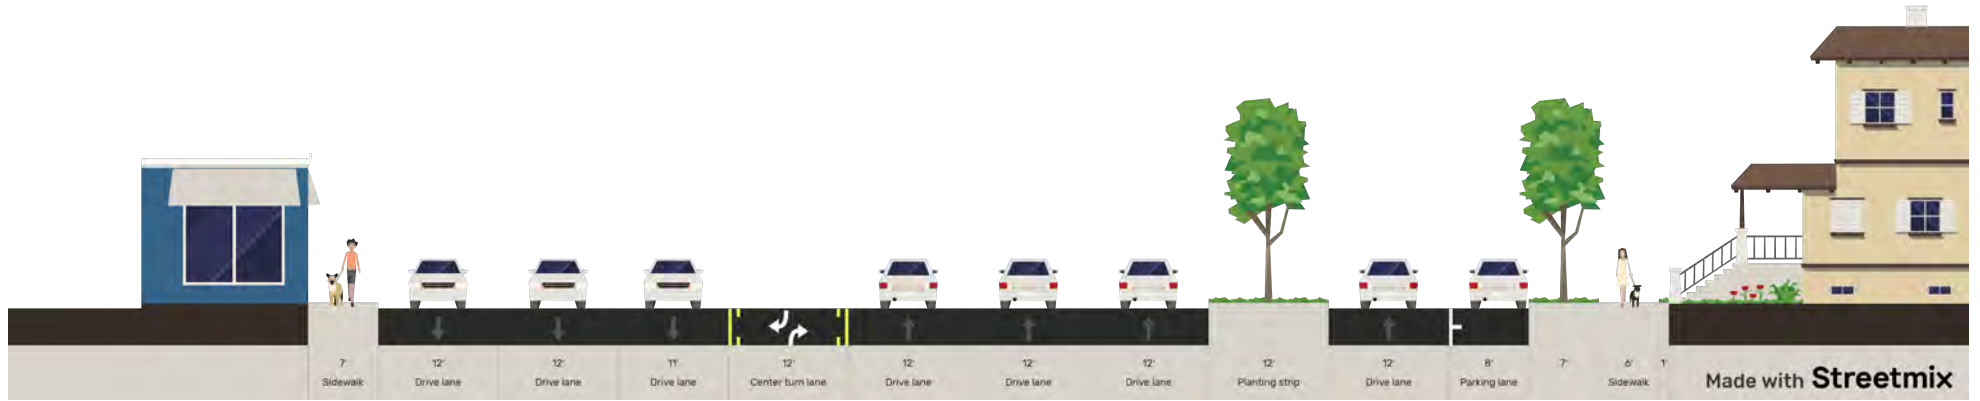 7' 12' 12' 11' 12' 12' 12' 12' 12' 12' 8' 7' 6' 1'
Sidewalk Drive lane Drive lane Drive lane Center turn lane Drive lane Drive lane Drive lane Planting strip Drive lane Parking lane Sidewalk
Made with Streetmix